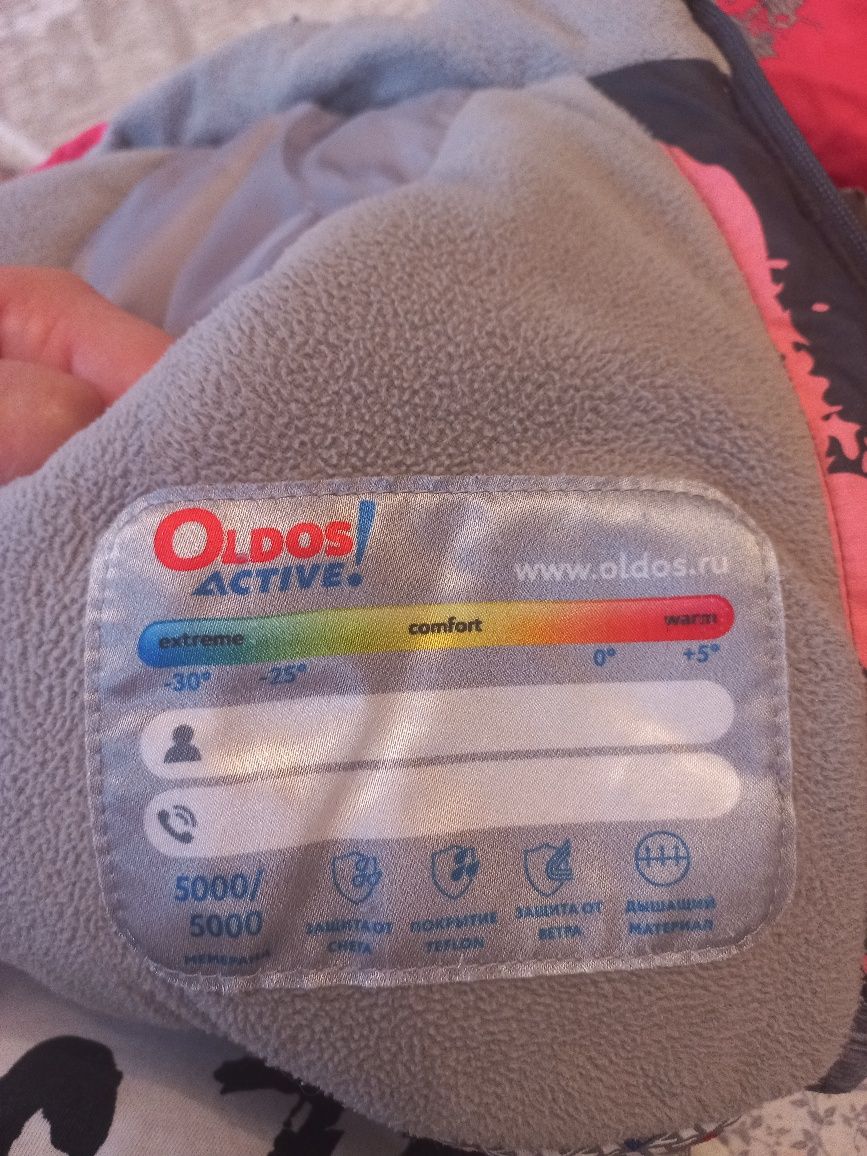 OLDOS!
ACTIVE!
www.oldos.ru
extreme comfort warm
-30° -25° 0° +5°
5000/
5000
МЕМБРАНА
ЗАЩИТА ОТ
СНЕГА
ПОКРЫТИЕ
TEFLON
ЗАЩИТА ОТ
ВЕТРА
ДЫШАЩИЙ
МАТЕРИАЛ